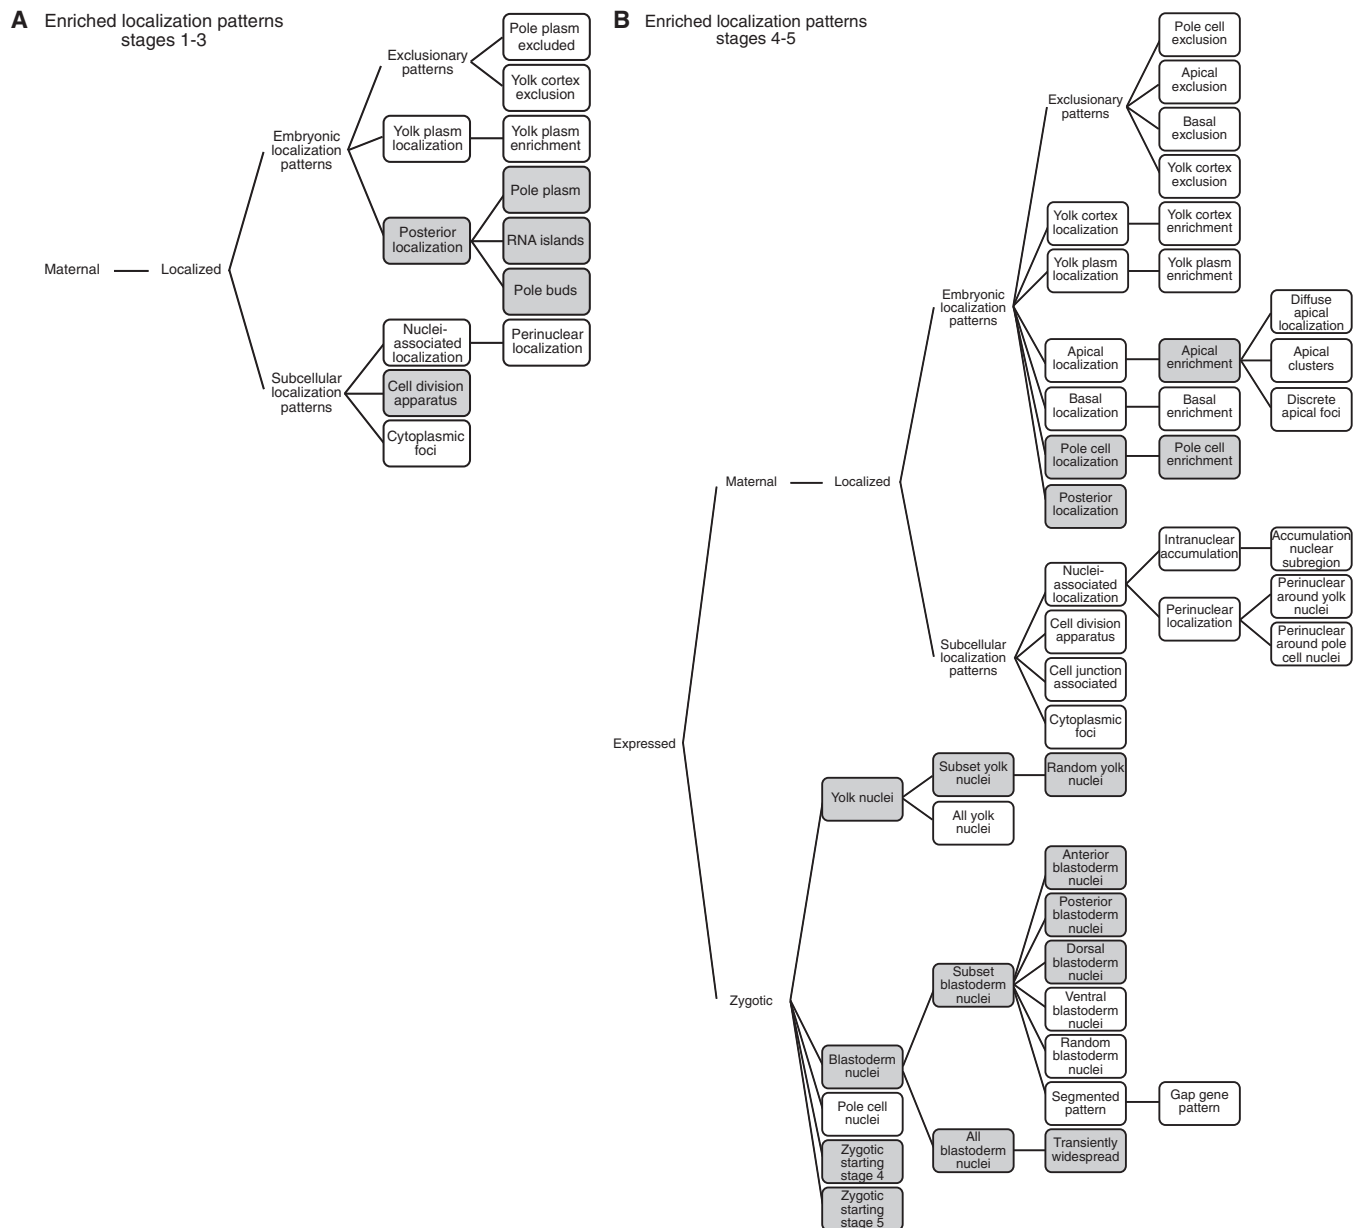 A
Enriched localization patterns
stages 1-3
Pole plasm
excluded
Exclusionary
patterns
Yolk cortex
exclusion
Embryonic
localization
patterns
Yolk plasm
localization
Yolk plasm
enrichment
Pole plasm
Posterior
localization
RNA islands
Pole buds
Maternal
Localized
Nuclei-
associated
localization
Perinuclear
localization
Subcellular
localization
patterns
Cell division
apparatus
Cytoplasmic
foci
B
Enriched localization patterns
stages 4-5
Pole cell
exclusion
Apical
exclusion
Exclusionary
patterns
Basal
exclusion
Yolk cortex
exclusion
Yolk cortex
localization
Yolk cortex
enrichment
Yolk plasm
localization
Yolk plasm
enrichment
Embryonic
localization
patterns
Diffuse
apical
localization
Apical
localization
Apical
enrichment
Apical
clusters
Discrete
apical foci
Basal
localization
Basal
enrichment
Pole cell
localization
Pole cell
enrichment
Posterior
localization
Maternal
Localized
Intranuclear
accumulation
Accumulation
nuclear
subregion
Nuclei-
associated
localization
Perinuclear
around yolk
nuclei
Perinuclear
localization
Perinuclear
around pole
cell nuclei
Cell division
apparatus
Subcellular
localization
patterns
Cell junction
associated
Cytoplasmic
foci
Expressed
Yolk nuclei
Subset yolk
nuclei
Random yolk
nuclei
All yolk
nuclei
Anterior
blastoderm
nuclei
Posterior
blastoderm
nuclei
Dorsal
blastoderm
nuclei
Subset
blastoderm
nuclei
Ventral
blastoderm
nuclei
Zygotic
Random
blastoderm
nuclei
Blastoderm
nuclei
Segmented
pattern
Gap gene
pattern
Pole cell
nuclei
All
blastoderm
nuclei
Transiently
widespread
Zygotic
starting
stage 4
Zygotic
starting
stage 5